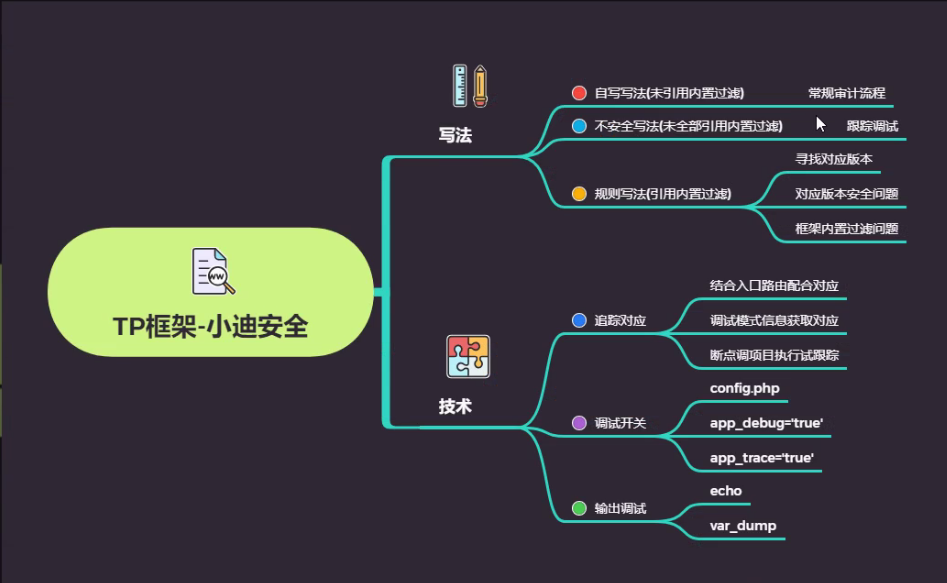 写法
自写写法(未引用内置过滤)
常规审计流程
不安全写法(未全部引用内置过滤)
跟踪调试
规则写法(引用内置过滤)
寻找对应版本
对应版本安全问题
框架内置过滤问题
WW
TP框架-小迪安全
技术
追踪对应
结合入口路由配合对应
调试模式信息获取对应
断点调项目执行试跟踪
调试开关
config.php
app_debug='true'
app_trace='true'
输出调试
echo
var_dump